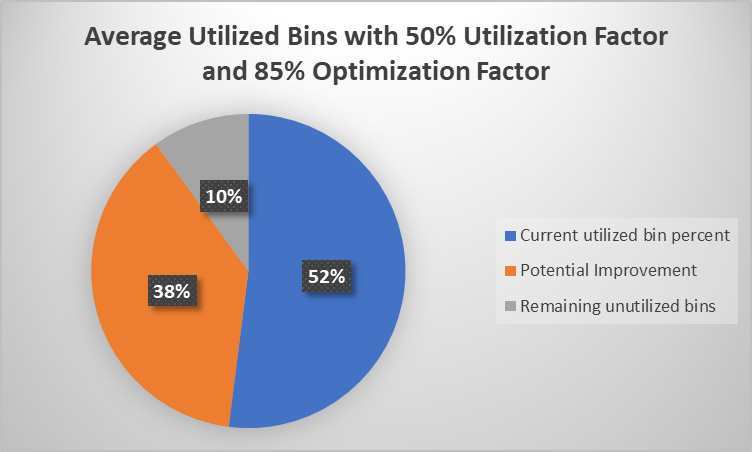 Average Utilized Bins with 50% Utilization Factor
and 85% Optimization Factor
10%
38%
52%
Current utilized bin percent
Potential Improvement
Remaining unutilized bins